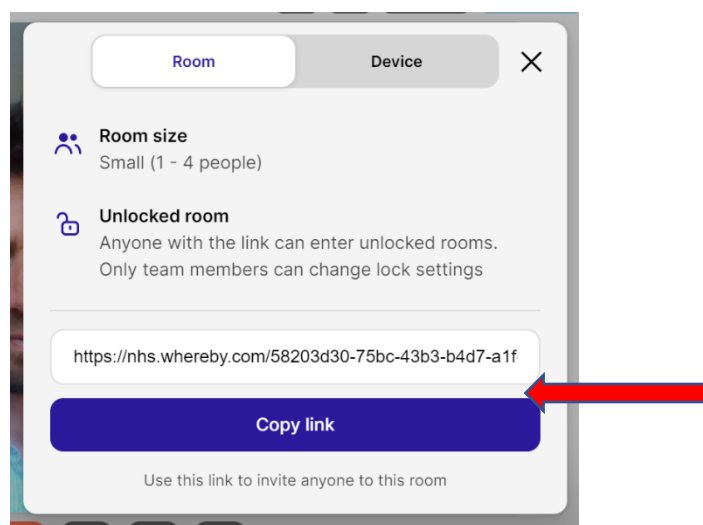 Room Device
Room size
Small (1 - 4 people)
Unlocked room
Anyone with the link can enter unlocked rooms.
Only team members can change lock settings
https://nhs.whereby.com/58203d30-75bc-43b3-b4d7-a1f
Copy link
Use this link to invite anyone to this room